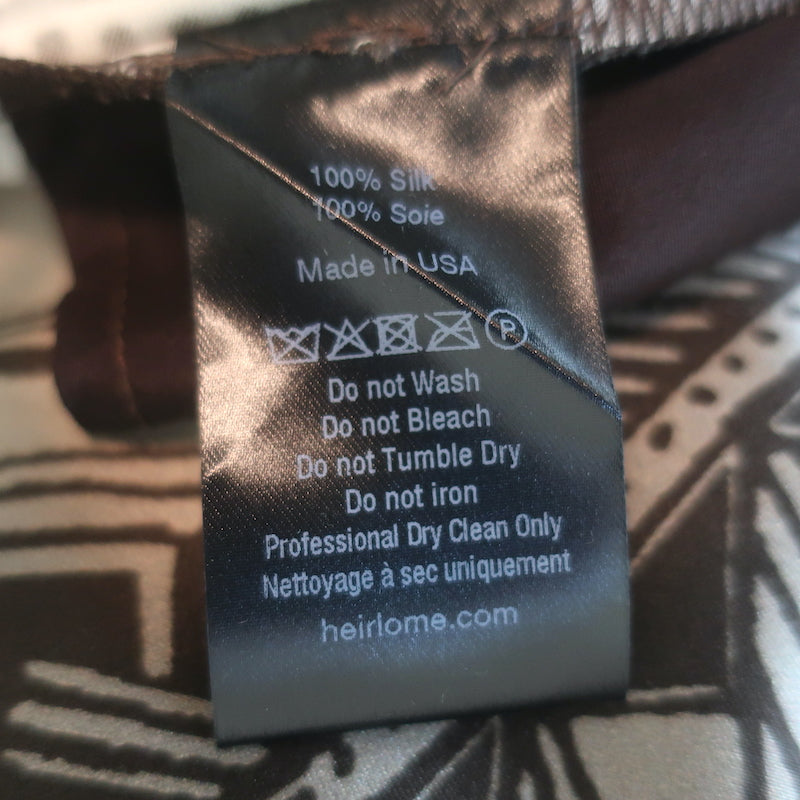 100% Silk
100% Soie
Made in USA
P
Do not Wash
Do not Bleach
Do not Tumble Dry
Do not iron
Professional Dry Clean Only
Nettoyage à sec uniquement
heirlome.com